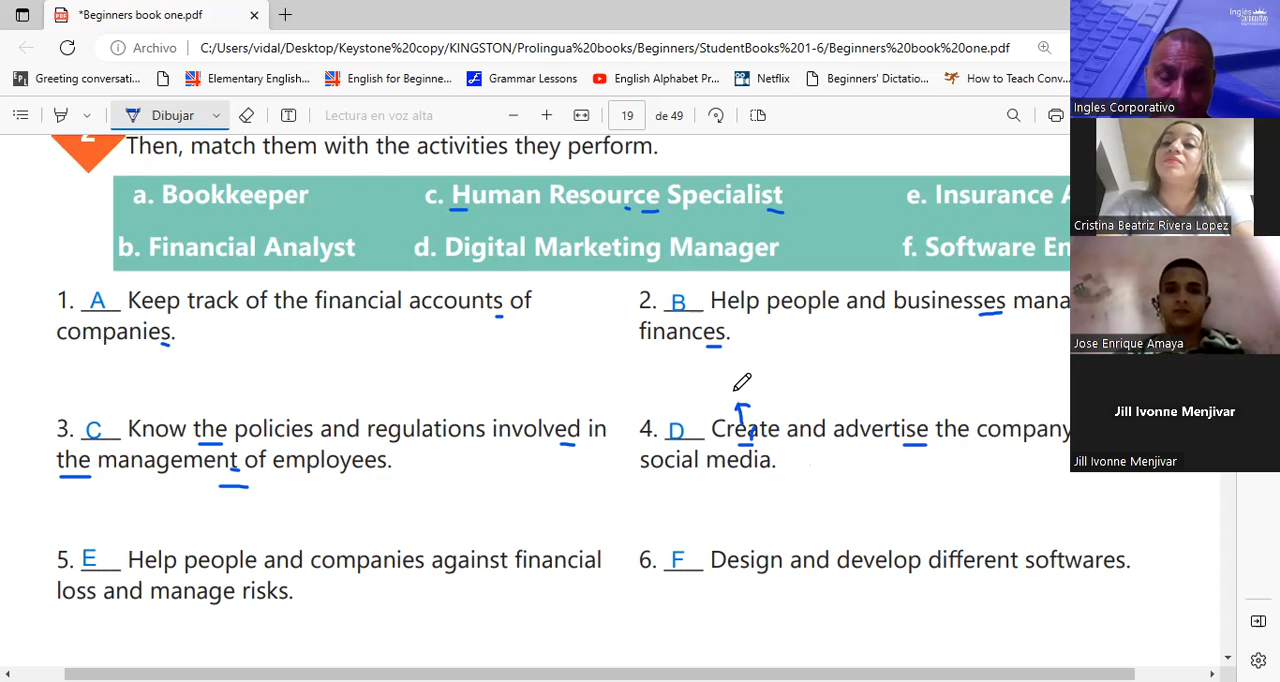 *Beginners book one.pdf
Archivo C:/Users/vidal/Desktop/Keystone%20copy/KINGSTON/Prolingua%20books/Beginners/StudentBooks%201-6/Beginners%20book%20one.pdf
Greeting conversati... Elementary English... English for Beginne... Grammar Lessons English Alphabet Pr... Netflix Beginners' Dictatio... How to Teach Conv...
Dibujar Lectura en voz alta 19 de 49
2 Then, match them with the activities they perform.
a. Bookkeeper c. Human Resource Specialist e. Insurance A
b. Financial Analyst d. Digital Marketing Manager f. Software En
1. A Keep track of the financial accounts of
companies.
2. B Help people and businesses mana
finances.
3. C Know the policies and regulations involved in
the management of employees.
4. D Create and advertise the company
social media.
5. E Help people and companies against financial
loss and manage risks.
6. F Design and develop different softwares.
Ingles Corporativo
Cristina Beatriz Rivera Lopez
Jose Enrique Amaya
Jill Ivonne Menjivar
Jill Ivonne Menjivar